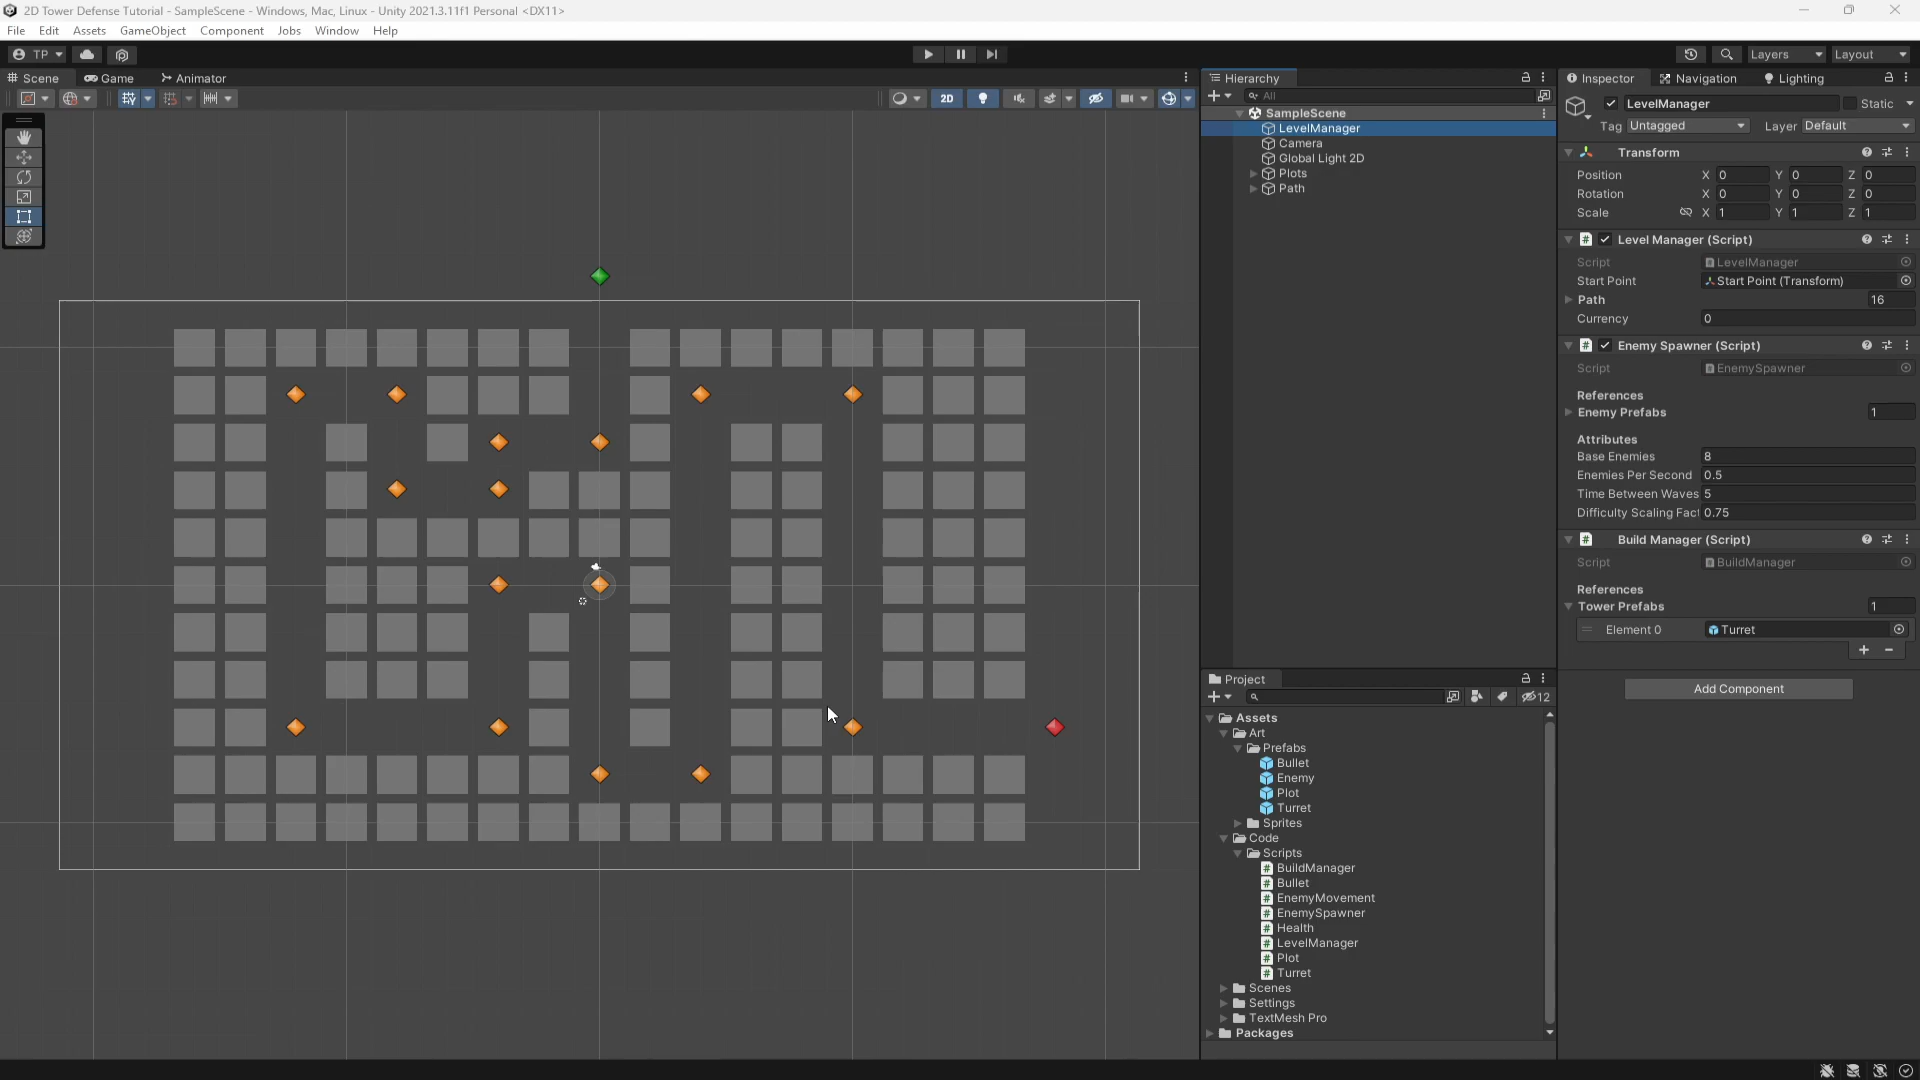 2D Tower Defense Tutorial - SampleScene - Windows, Mac, Linux - Unity 2021.3.11f1 Personal <DX11>
File Edit Assets GameObject Component Jobs Window Help
TP Layers Layout
Scene Game Animator
2D
Hierarchy
All
SampleScene
LevelManager
Camera
Global Light 2D
Plots
Path
Project
12
Assets
Art
Prefabs
Bullet
Enemy
Plot
Turret
Sprites
Code
Scripts
BuildManager
Bullet
EnemyMovement
EnemySpawner
Health
LevelManager
Plot
Turret
Scenes
Settings
TextMesh Pro
Packages
Inspector Navigation Lighting
LevelManager Static
Tag Untagged Layer Default
Transform
Position X 0 Y 0 Z 0
Rotation X 0 Y 0 Z 0
Scale X 1 Y 1 Z 1
# Level Manager (Script)
Script LevelManager
Start Point Start Point (Transform)
Path 16
Currency 0
# Enemy Spawner (Script)
Script EnemySpawner
References
Enemy Prefabs 1
Attributes
Base Enemies 8
Enemies Per Second 0.5
Time Between Waves 5
Difficulty Scaling Fact 0.75
# Build Manager (Script)
Script BuildManager
References
Tower Prefabs 1
Element 0 Turret
+ -
Add Component